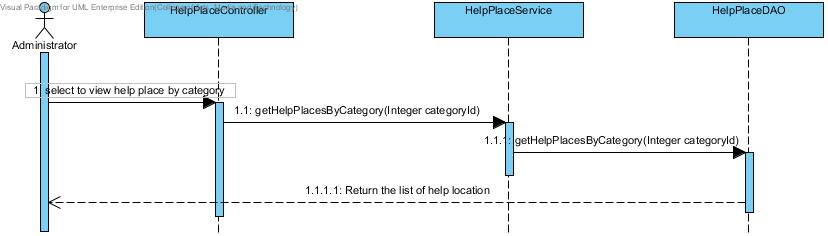 Visual Paradigm for UML Enterprise Edition
HelpPlaceController
HelpPlaceService
HelpPlaceDAO
Administrator
1: select to view help place by category
1.1: getHelpPlacesByCategory(Integer categoryId)
1.1.1: getHelpPlacesByCategory(Integer categoryId)
1.1.1.1: Return the list of help location